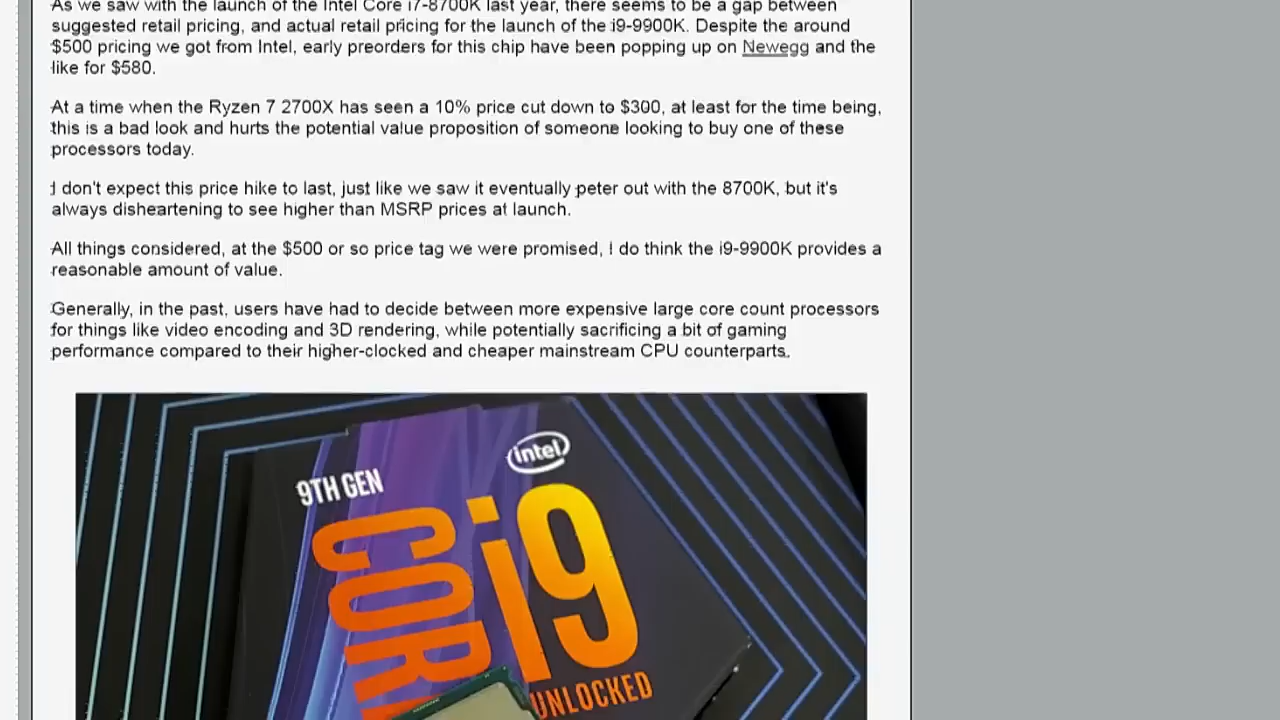 As we saw with the launch of the Intel Core i7-8700K last year, there seems to be a gap between
suggested retail pricing, and actual retail pricing for the launch of the i9-9900K. Despite the around
$500 pricing we got from Intel, early preorders for this chip have been popping up on Newegg and the
like for $580.
At a time when the Ryzen 7 2700X has seen a 10% price cut down to $300, at least for the time being,
this is a bad look and hurts the potential value proposition of someone looking to buy one of these
processors today.
I don't expect this price hike to last, just like we saw it eventually peter out with the 8700K, but it's
always disheartening to see higher than MSRP prices at launch.
All things considered, at the $500 or so price tag we were promised, I do think the i9-9900K provides a
reasonable amount of value.
Generally, in the past, users have had to decide between more expensive large core count processors
for things like video encoding and 3D rendering, while potentially sacrificing a bit of gaming
performance compared to their higher-clocked and cheaper mainstream CPU counterparts.
intel
9TH GEN
CORE i9
UNLOCKED